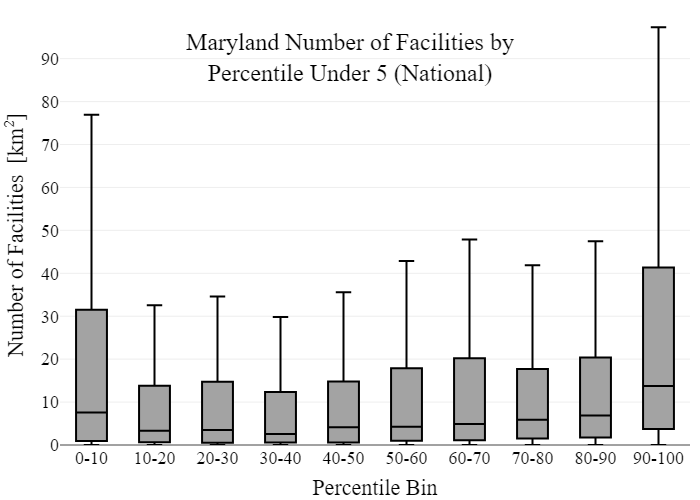 Maryland Number of Facilities by
Percentile Under 5 (National)
Number of Facilities [km²]
90
80
70
60
50
40
30
20
10
0
0-10 10-20 20-30 30-40 40-50 50-60 60-70 70-80 80-90 90-100
Percentile Bin